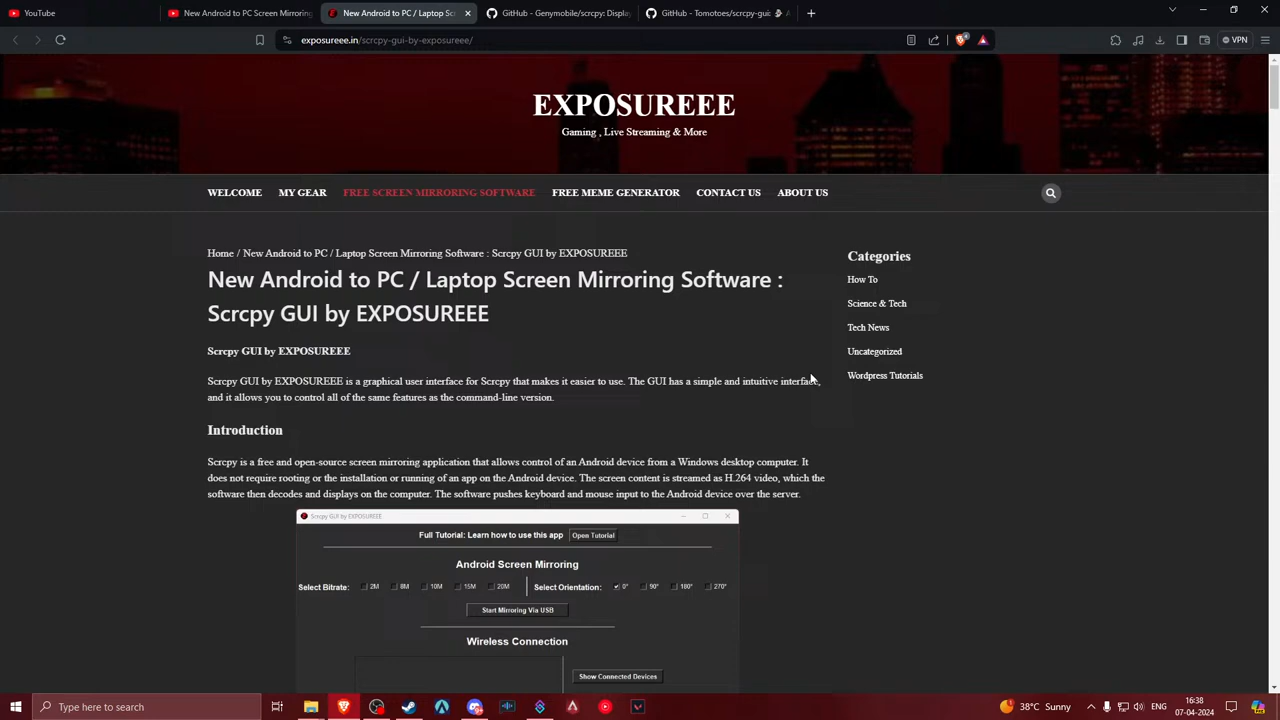 YouTube
New Android to PC Screen Mirroring
New Android to PC / Laptop Sc
GitHub - Genymobile/scrcpy: Display
GitHub - Tomotoes/scrcpy-gui:
exposureee.in/scrcpy-gui-by-exposureee/
VPN
EXPOSUREEE
Gaming , Live Streaming & More
WELCOME MY GEAR FREE SCREEN MIRRORING SOFTWARE FREE MEME GENERATOR CONTACT US ABOUT US
Home / New Android to PC / Laptop Screen Mirroring Software : Scrcpy GUI by EXPOSUREEE
New Android to PC / Laptop Screen Mirroring Software :
Scrcpy GUI by EXPOSUREEE
Scrcpy GUI by EXPOSUREEE
Scrcpy GUI by EXPOSUREEE is a graphical user interface for Scrcpy that makes it easier to use. The GUI has a simple and intuitive interface,
and it allows you to control all of the same features as the command-line version.
Introduction
Scrcpy is a free and open-source screen mirroring application that allows control of an Android device from a Windows desktop computer. It
does not require rooting or the installation or running of an app on the Android device. The screen content is streamed as H.264 video, which the
software then decodes and displays on the computer. The software pushes keyboard and mouse input to the Android device over the server.
Scrcpy GUI by EXPOSUREEE
Full Tutorial: Learn how to use this app Open Tutorial
Android Screen Mirroring
Select Bitrate: 2M 8M 10M 15M 20M Select Orientation: 0° 90° 180° 270°
Start Mirroring Via USB
Wireless Connection
Show Connected Devices
Categories
How To
Science & Tech
Tech News
Uncategorized
Wordpress Tutorials
Type here to search
38°C Sunny
ENG
16:38
07-04-2024